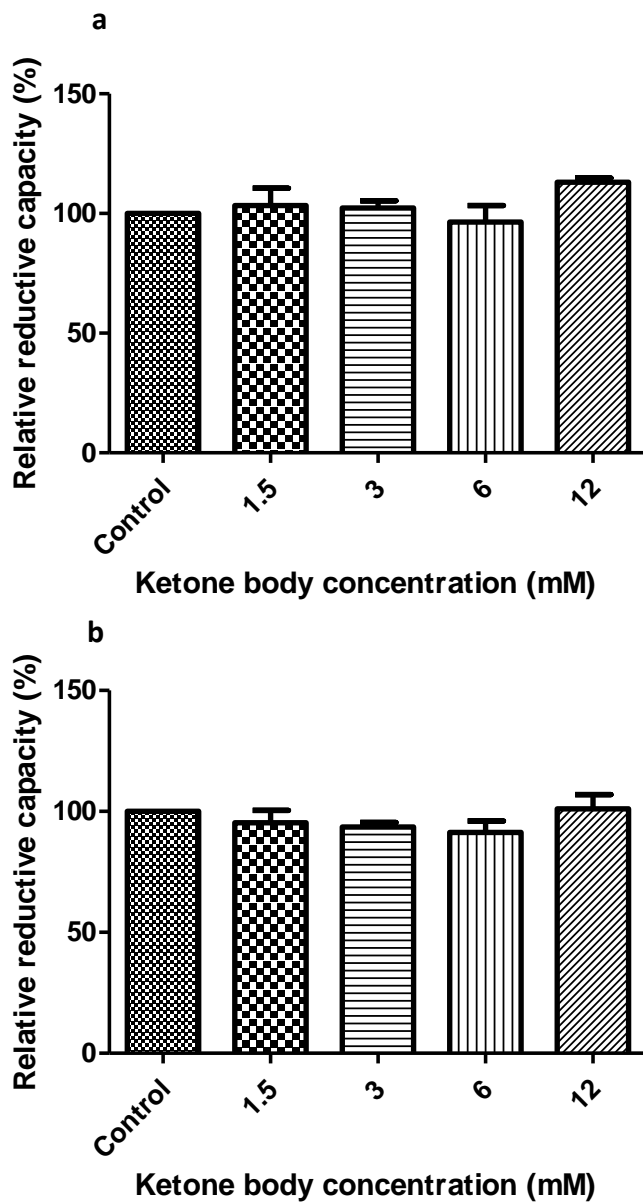 a
Relative reductive capacity (%)
150
100
50
0
Control
1.5
3
6
12
Ketone body concentration (mM)
b
Relative reductive capacity (%)
150
100
50
0
Control
1.5
3
6
12
Ketone body concentration (mM)